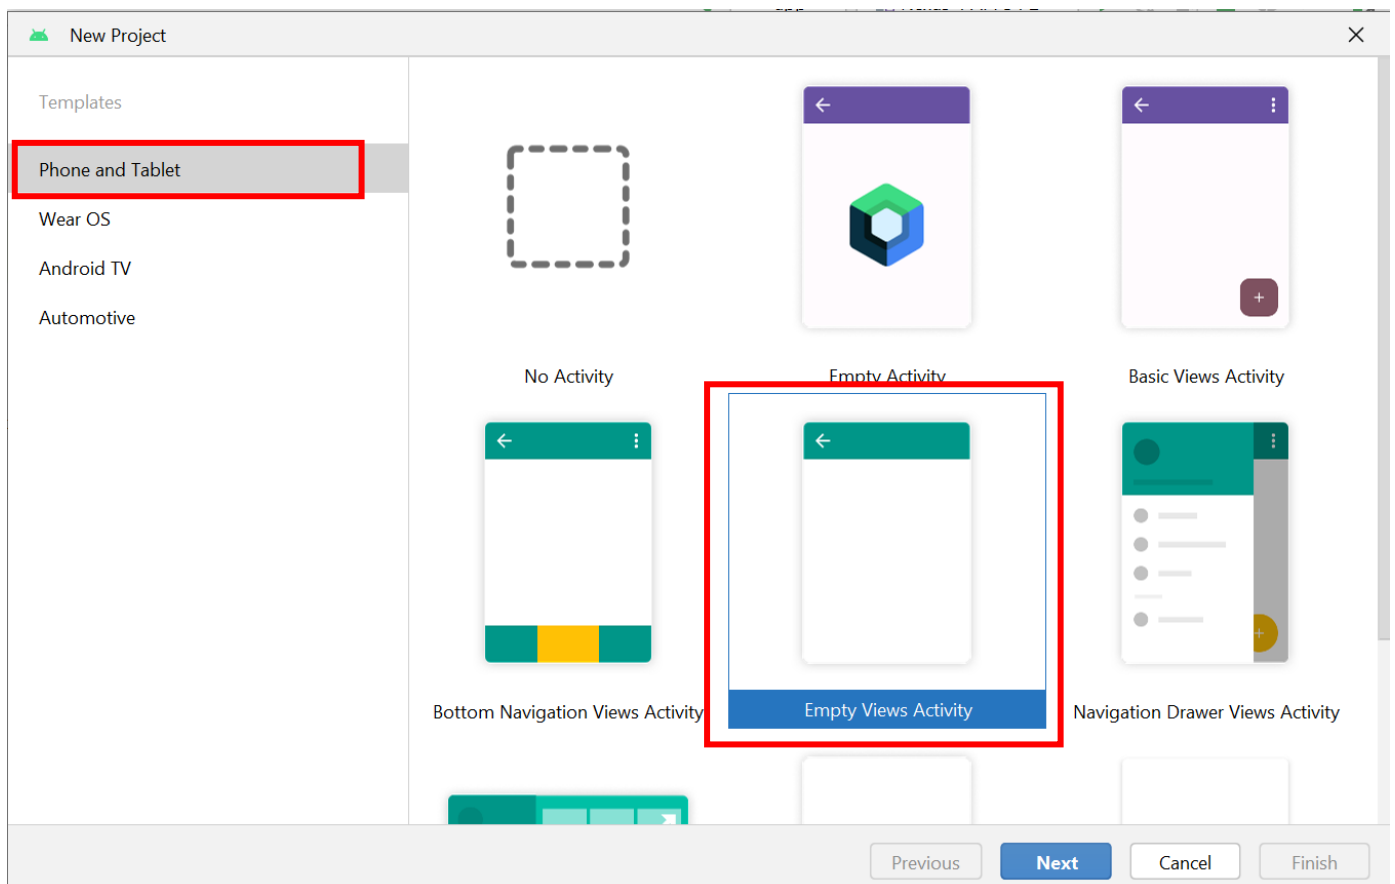 New Project
Templates
Phone and Tablet
Wear OS
Android TV
Automotive
No Activity
Empty Activity
Basic Views Activity
Bottom Navigation Views Activity
Empty Views Activity
Navigation Drawer Views Activity
Previous
Next
Cancel
Finish